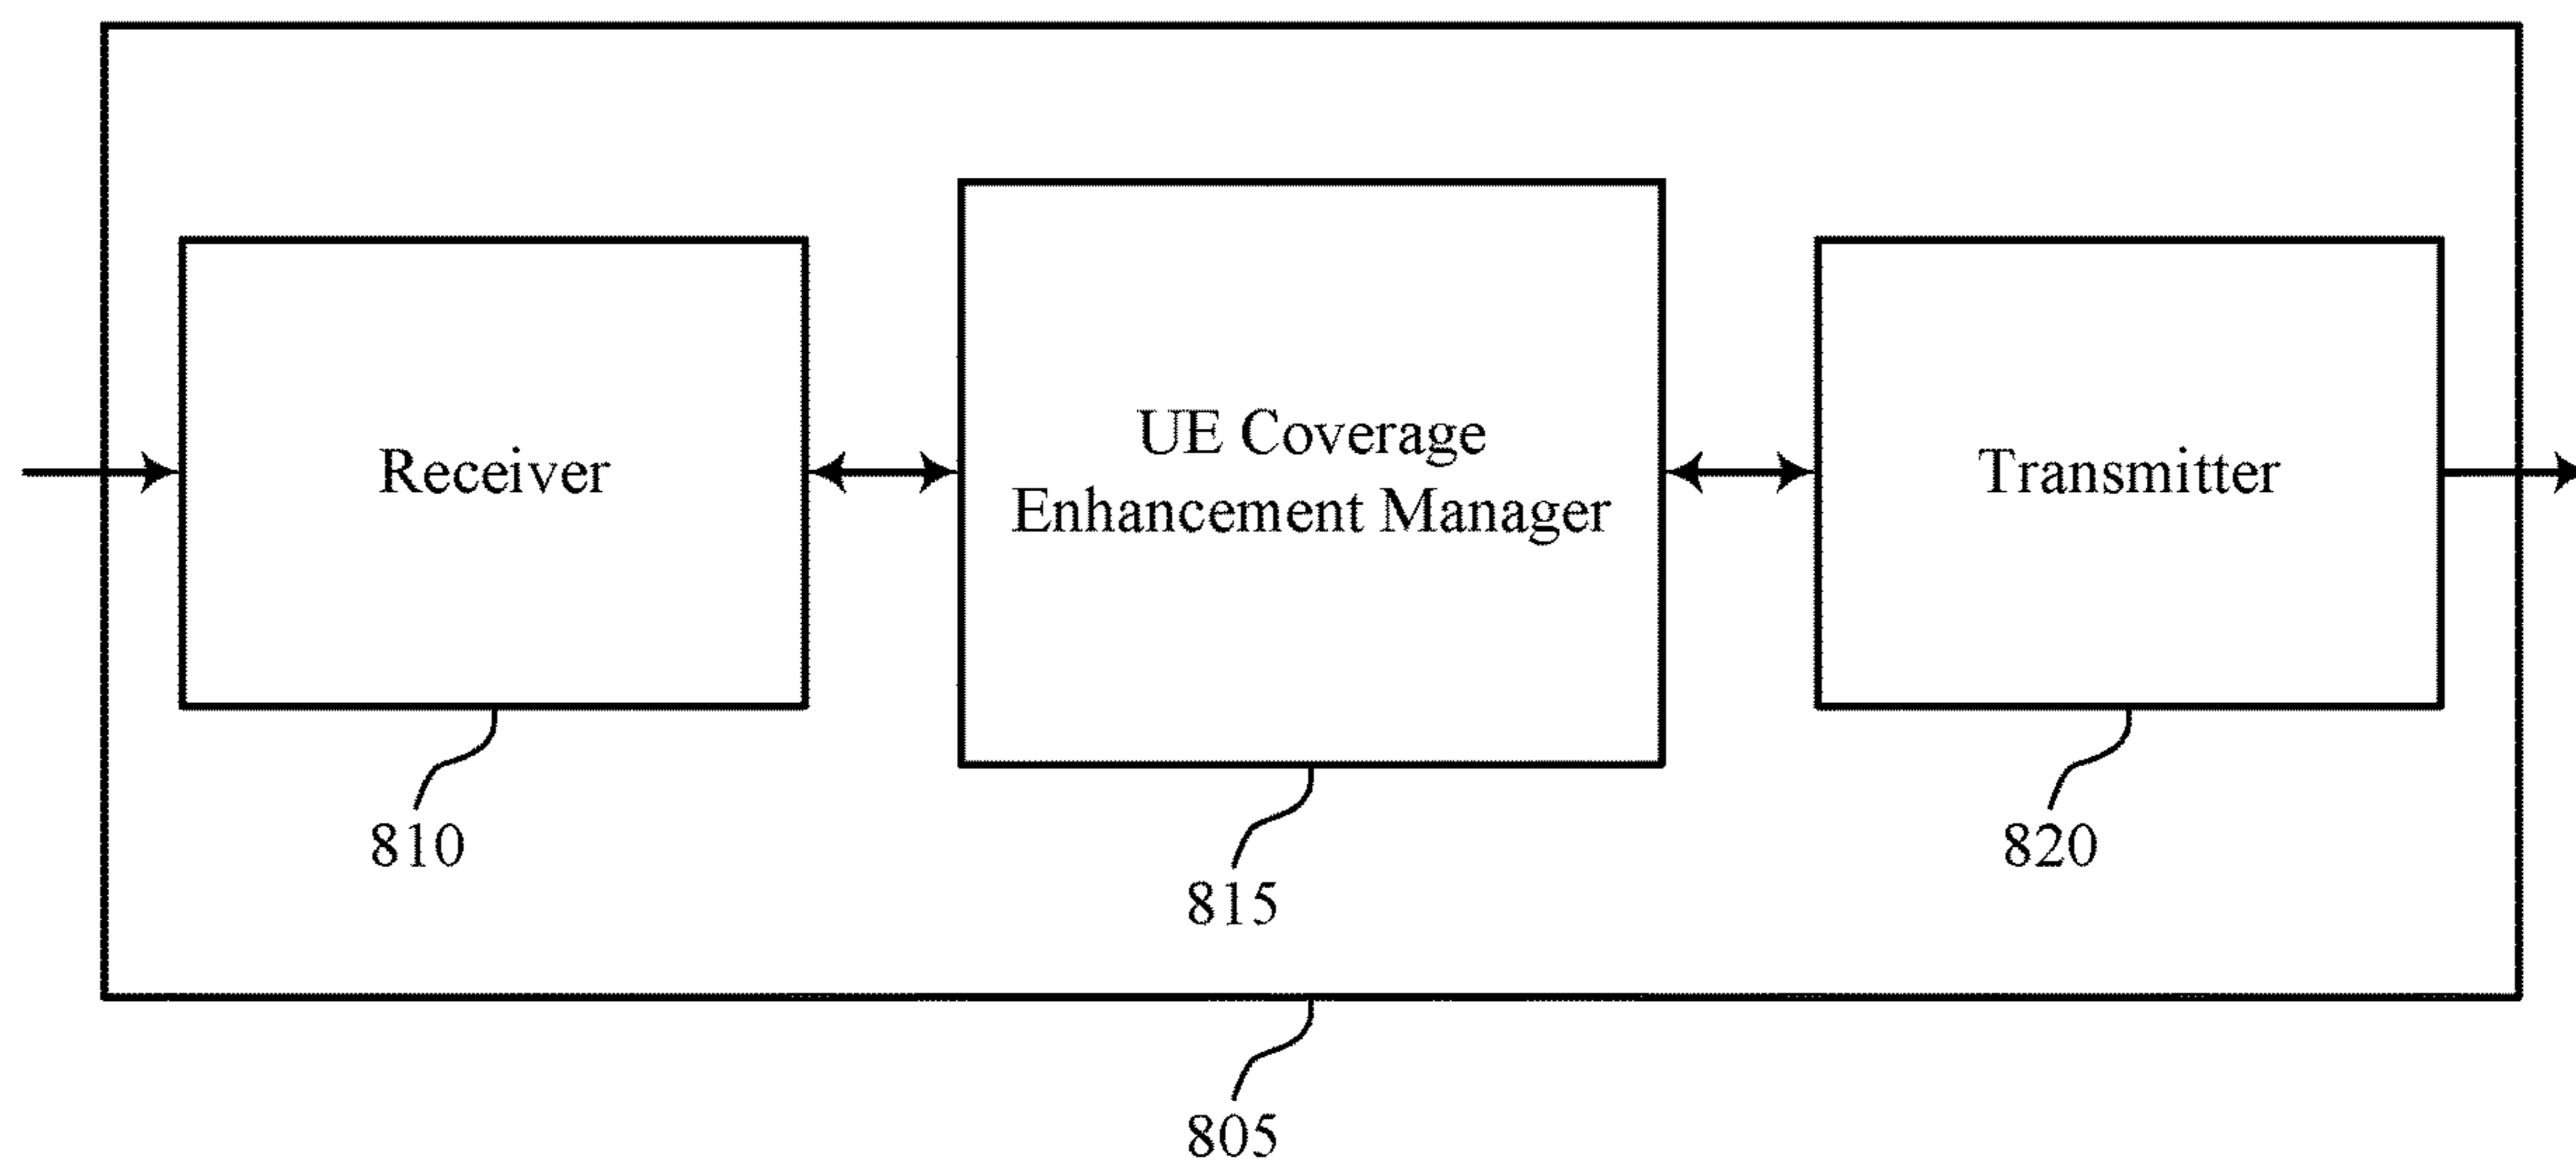 Receiver
UE Coverage
Enhancement Manager
Transmitter
810
815
820
805